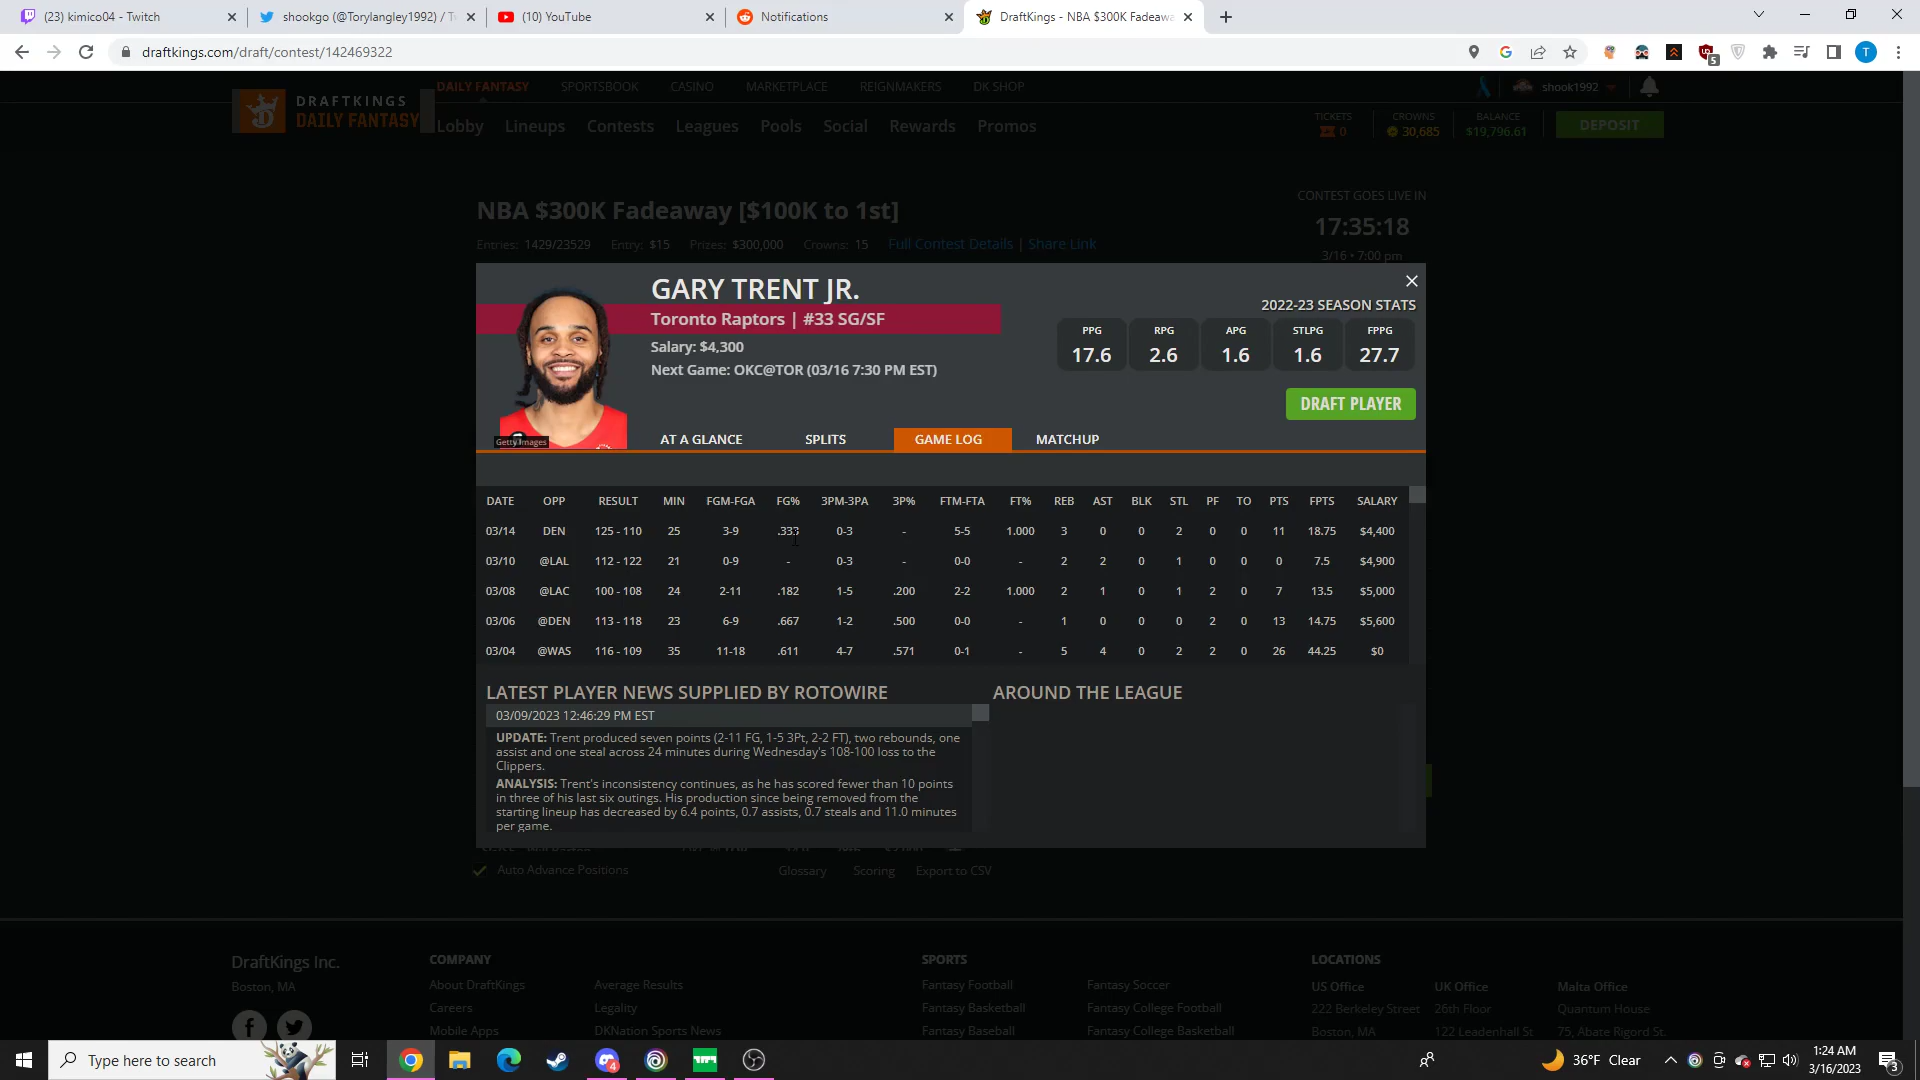 (23) kimico04 - Twitch
shookgo (@Torylangley1992) / T
(10) YouTube
Notifications
DraftKings - NBA $300K Fadeawa
draftkings.com/draft/contest/142469322
5
T
DRAFTKINGS
DAILY FANTASY
DAILY FANTASY SPORTSBOOK CASINO MARKETPLACE REIGNMAKERS DK SHOP
shook1992
Lobby Lineups Contests Leagues Pools Social Rewards Promos
TICKETS CROWNS BALANCE
0 30,685 $19,796.61
DEPOSIT
NBA $300K Fadeaway [$100K to 1st]
CONTEST GOES LIVE IN
17:35:18
3/16 • 7:00 pm
Entries: 1429/23529 Entry: $15 Prizes: $300,000 Crowns: 15 Full Contest Details | Share Link
GARY TRENT JR.
Toronto Raptors | #33 SG/SF
Salary: $4,300
Next Game: OKC@TOR (03/16 7:30 PM EST)
Getty Images
2022-23 SEASON STATS
PPG RPG APG STLPG FPPG
17.6 2.6 1.6 1.6 27.7
DRAFT PLAYER
AT A GLANCE SPLITS GAME LOG MATCHUP
DATE OPP RESULT MIN FGM-FGA FG% 3PM-3PA 3P% FTM-FTA FT% REB AST BLK STL PF TO PTS FPTS SALARY
03/14 DEN 125 - 110 25 3-9 .333 0-3 - 5-5 1.000 3 0 0 2 0 0 11 18.75 $4,400
03/10 @LAL 112 - 122 21 0-9 - 0-3 - 0-0 - 2 2 0 1 0 0 0 7.5 $4,900
03/08 @LAC 100 - 108 24 2-11 .182 1-5 .200 2-2 1.000 2 1 0 1 2 0 7 13.5 $5,000
03/06 @DEN 113 - 118 23 6-9 .667 1-2 .500 0-0 - 1 0 0 0 2 0 13 14.75 $5,600
03/04 @WAS 116 - 109 35 11-18 .611 4-7 .571 0-1 - 5 4 0 2 2 0 26 44.25 $0
LATEST PLAYER NEWS SUPPLIED BY ROTOWIRE
03/09/2023 12:46:29 PM EST
UPDATE: Trent produced seven points (2-11 FG, 1-5 3Pt, 2-2 FT), two rebounds, one
assist and one steal across 24 minutes during Wednesday's 108-100 loss to the
Clippers.
ANALYSIS: Trent's inconsistency continues, as he has scored fewer than 10 points
in three of his last six outings. His production since being removed from the
starting lineup has decreased by 6.4 points, 0.7 assists, 0.7 steals and 11.0 minutes
per game.
AROUND THE LEAGUE
Auto Advance Positions
Glossary Scoring Export to CSV
DraftKings Inc.
Boston, MA
COMPANY
About DraftKings
Careers
Mobile Apps
Average Results
Legality
DKNation Sports News
SPORTS
Fantasy Football
Fantasy Basketball
Fantasy Baseball
Fantasy Soccer
Fantasy College Football
Fantasy College Basketball
LOCATIONS
US Office
222 Berkeley Street
Boston, MA
UK Office
26th Floor
122 Leadenhall St
Malta Office
Quantum House
75, Abate Rigord St.
Type here to search
4
36°F Clear
1:24 AM
3/16/2023
3